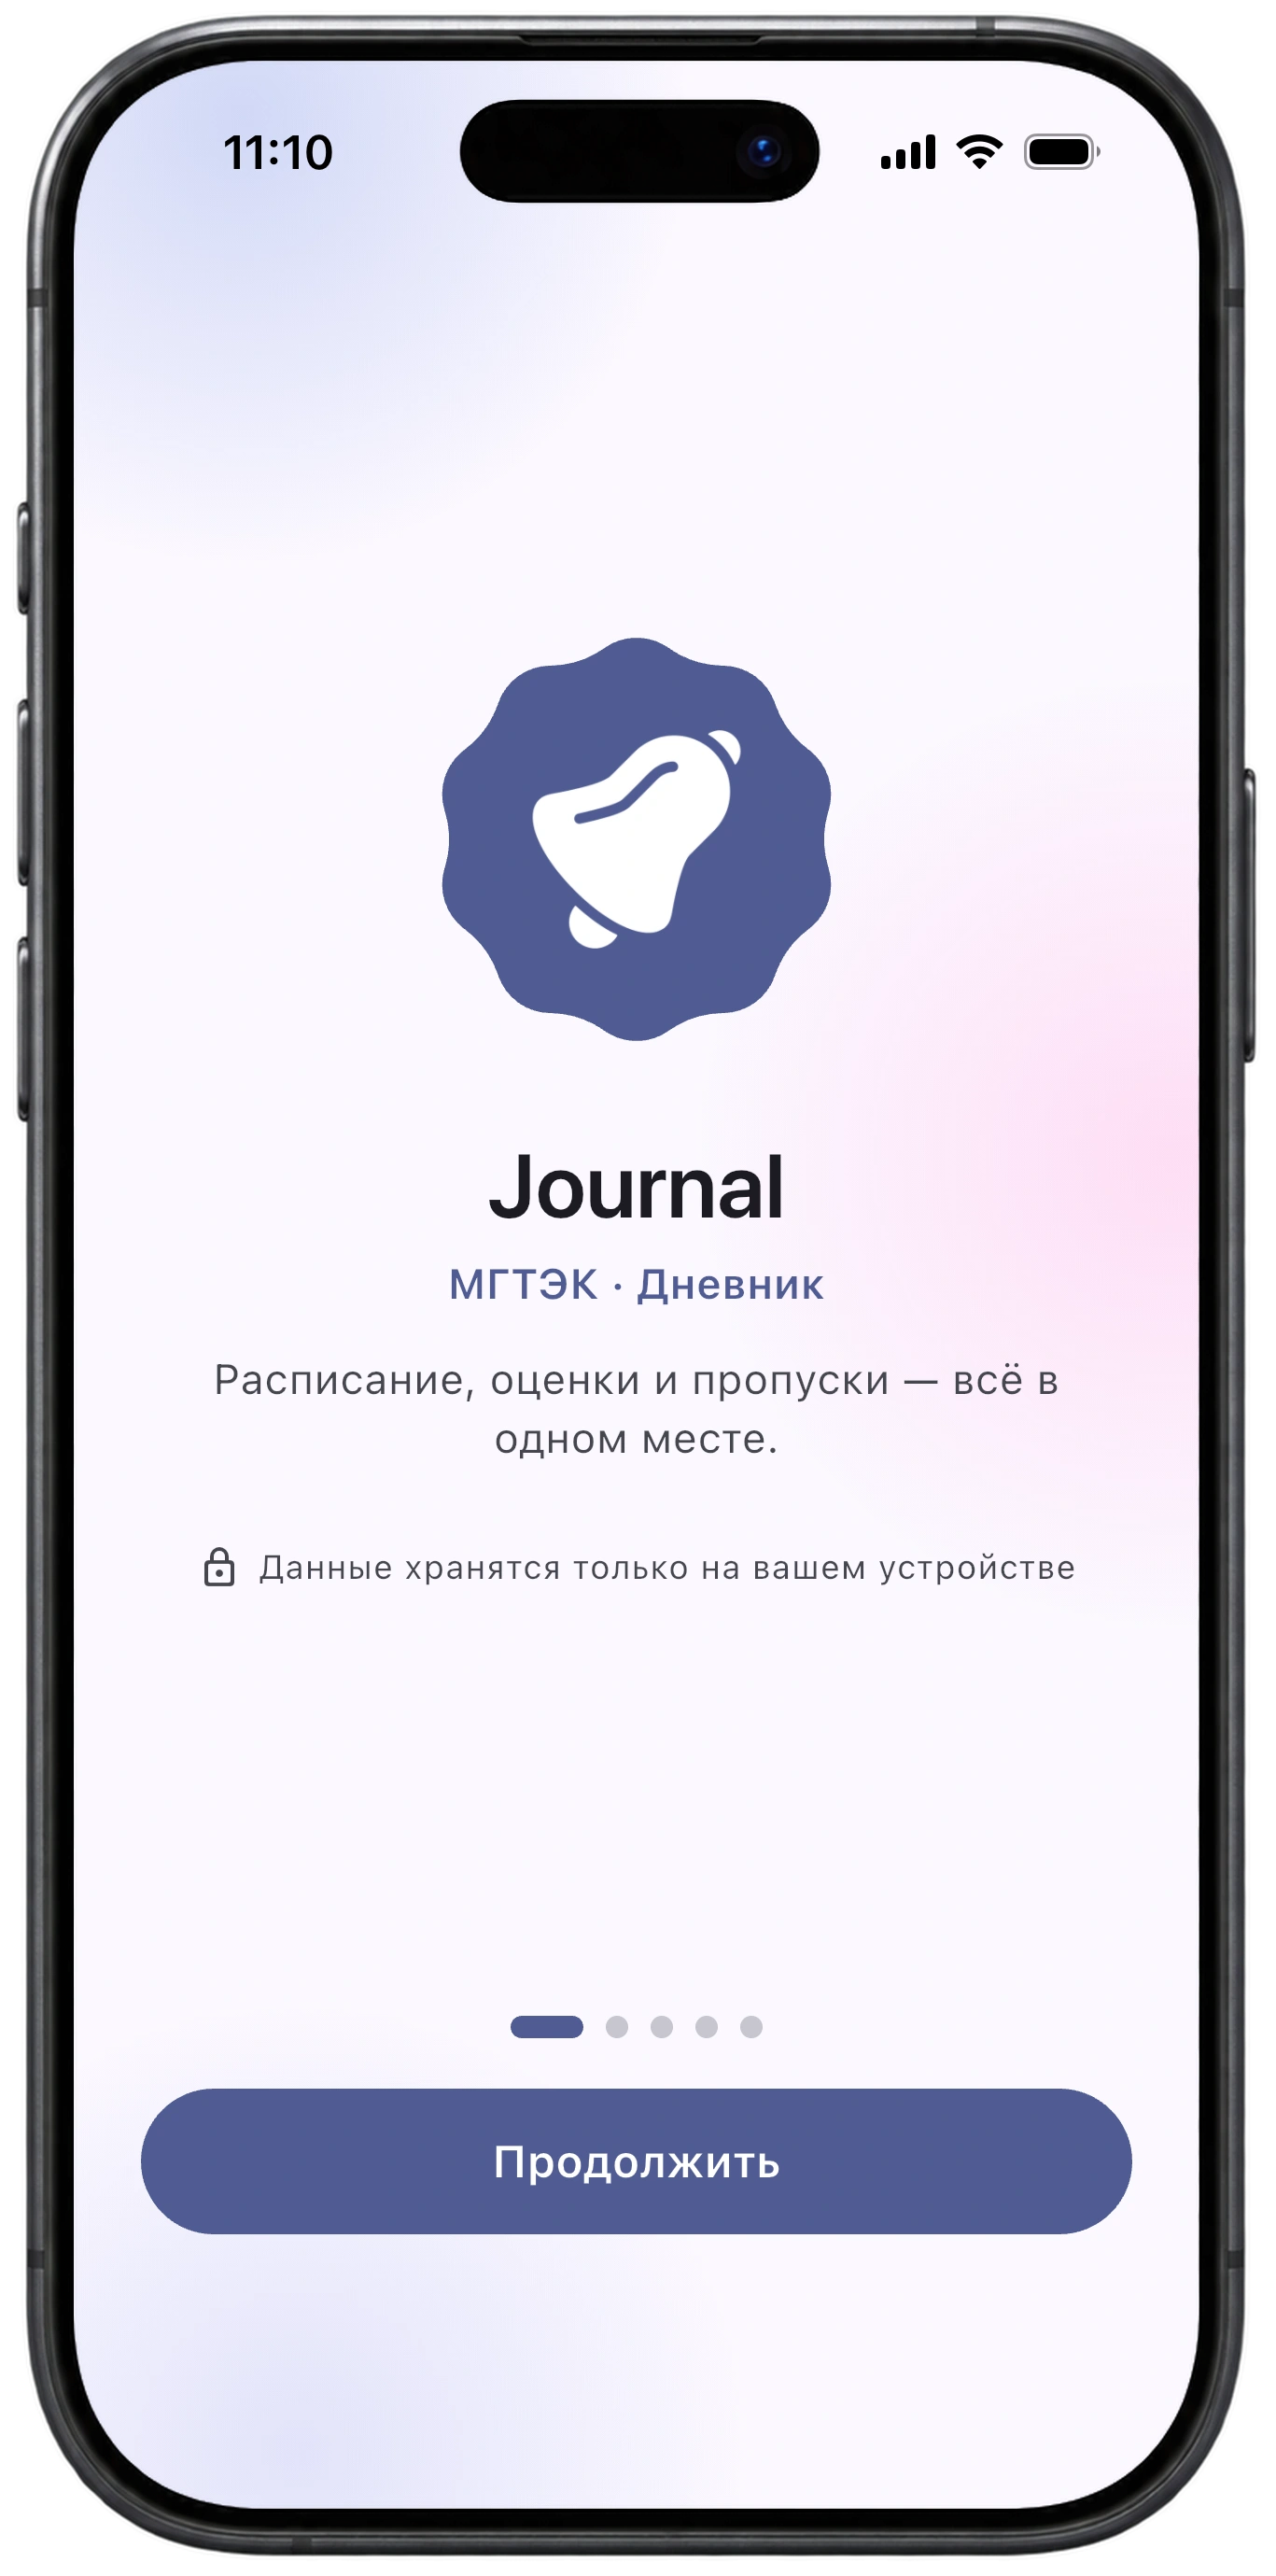 11:10
Journal
МГТЭК · Дневник
Расписание, оценки и пропуски — всё в
одном месте.
Данные хранятся только на вашем устройстве
Продолжить